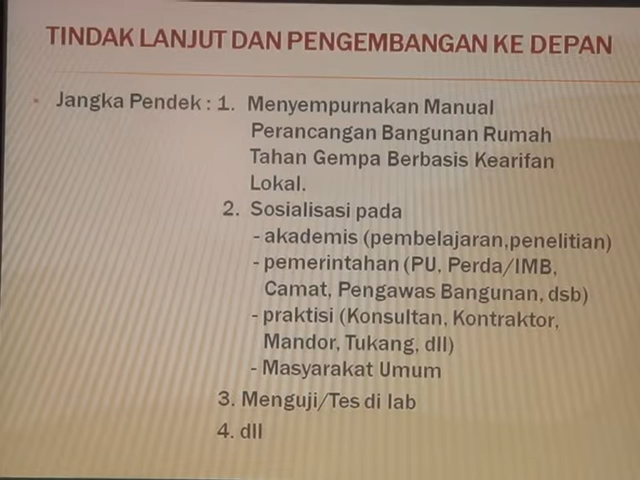 TINDAK LANJUT DAN PENGEMBANGAN KE DEPAN
Jangka Pendek : 1. Menyempurnakan Manual
Perancangan Bangunan Rumah
Tahan Gempa Berbasis Kearifan
Lokal.
2. Sosialisasi pada
- akademis (pembelajaran,penelitian)
- pemerintahan (PU, Perda/IMB,
Camat, Pengawas Bangunan, dsb)
- praktisi (Konsultan, Kontraktor,
Mandor, Tukang, dll)
- Masyarakat Umum
3. Menguji/Tes di lab
4. dll